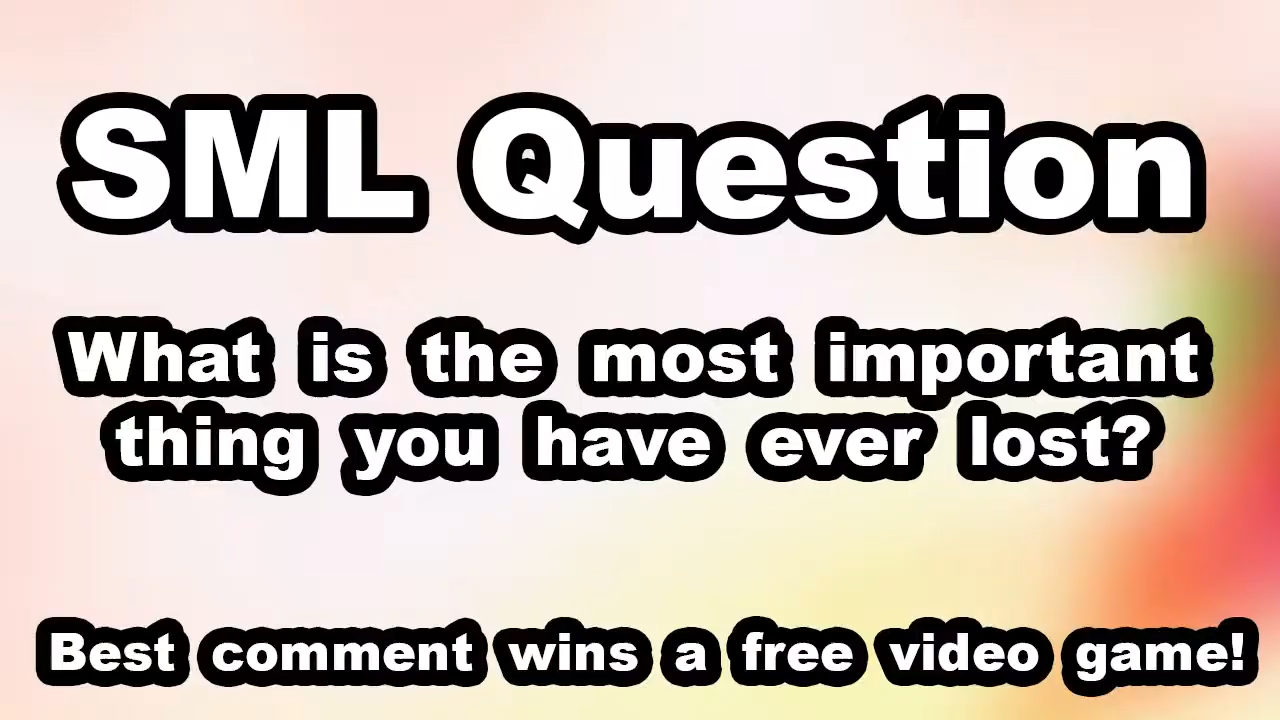 SML Question
What is the most important
thing you have ever lost?
Best comment wins a free video game!